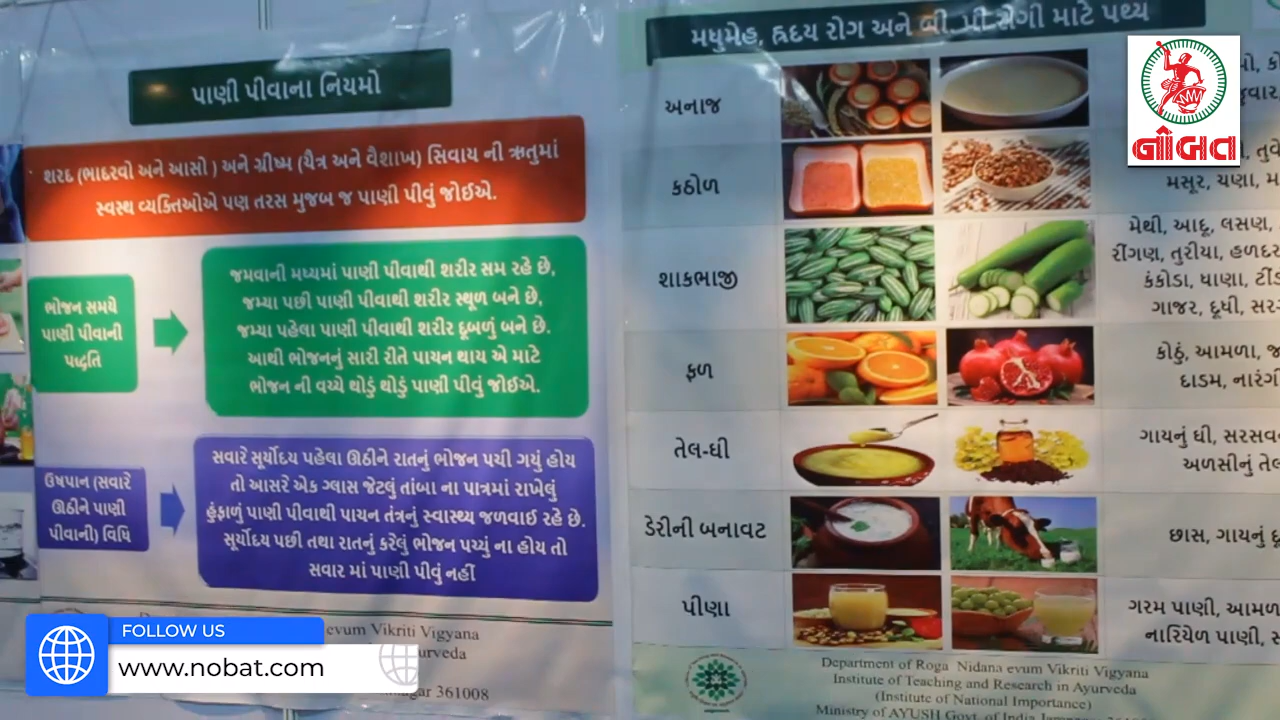 પાણી પીવાના નિયમો
શરદ (ભાદરવો અને આસો ) અને ગ્રીષ્મ (ચૈત્ર અને વૈશાખ) સિવાય ની ઋતુમાં
સ્વસ્થ વ્યક્તિઓએ પણ તરસ મુજબ જ પાણી પીવું જોઈએ.
ભોજન સમયે
પાણી પીવાની
પધ્ધતિ
જમવાની મધ્યમાં પાણી પીવાથી શરીર સમ રહે છે,
જમ્યા પછી પાણી પીવાથી શરીર સ્થૂળ બને છે,
જમ્યા પહેલા પાણી પીવાથી શરીર દૂબળું બને છે.
આથી ભોજનનું સારી રીતે પાચન થાય એ માટે
ભોજન ની વચ્ચે થોડું થોડું પાણી પીવું જોઈએ.
ઉષપાન (સવારે
ઊઠીને પાણી
પીવાની) વિધિ
સવારે સૂર્યોદય પહેલા ઊઠીને રાતનું ભોજન પચી ગયું હોય
તો આસરે એક ગ્લાસ જેટલું તાંબા ના પાત્રમાં રાખેલું
હુંફાળું પાણી પીવાથી પાચન તંત્રનું સ્વાસ્થ્ય જળવાઈ રહે છે.
સૂર્યોદય પછી તથા રાતનું કરેલું ભોજન પચ્યું ના હોય તો
સવાર માં પાણી પીવું નહીં
evum Vikriti Vigyana
361008
મધુમેહ, હ્રદય રોગ અને બી.પી.રોગી માટે પથ્ય
અનાજ
કઠોળ
મસૂર, ચણા,
શાકભાજી
મેથી, આદૂ, લસણ,
રીંગણ, તુરીયા,
કંકોડા, ધાણા,
ગાજર, દૂધી,
ફળ
કોઠું, આમળા,
દાડમ, નારંગી
તેલ-ઘી
ગાયનું ઘી,
અળસીનું તેલ
ડેરીની બનાવટ
છાસ, ગાયનું
પીણા
ગરમ પાણી,
નારિયેળ પાણી,
Department of Roga Nidana evum Vikriti Vigyana
Institute of Teaching and Research in Ayurveda
(Institute of National Importance)
Ministry of AYUSH Govt. of India
નોબત
FOLLOW US
www.nobat.com